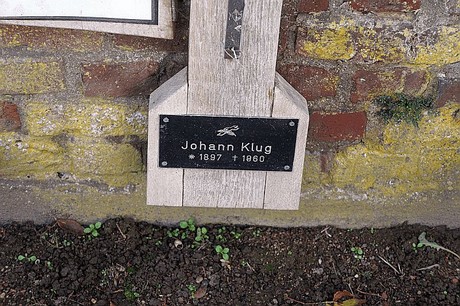 Johann Klug
* 1897 † 1960